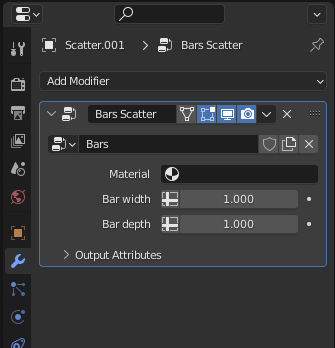 Scatter.001 > Bars Scatter
Add Modifier
Bars Scatter
Bars
Material
Bar width 1.000
Bar depth 1.000
Output Attributes